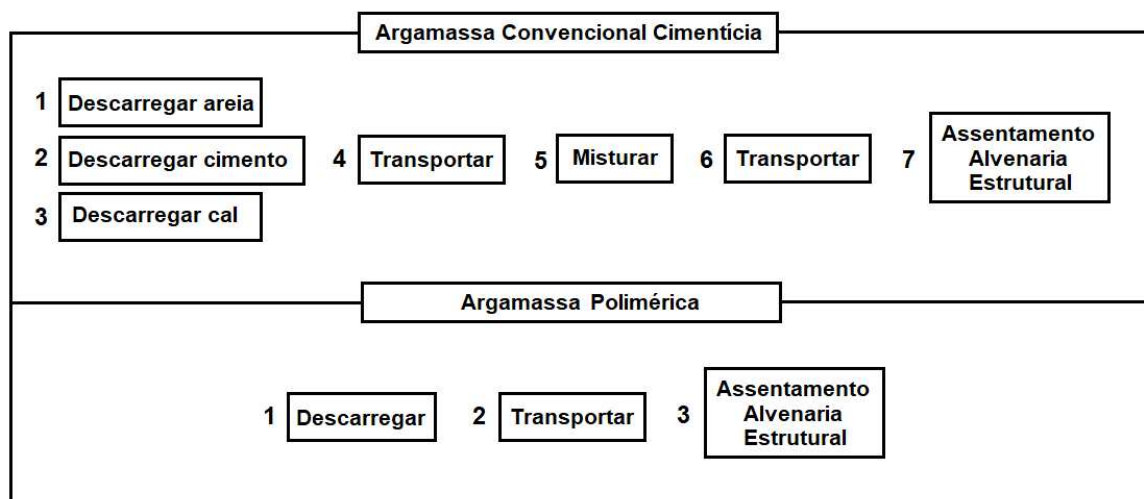 Argamassa Convencional Cimentícia
1 Descarregar areia
2 Descarregar cimento
3 Descarregar cal
4 Transportar
5 Misturar
6 Transportar
7 Assentamento
Alvenaria
Estrutural
Argamassa Polimérica
1 Descarregar
2 Transportar
3 Assentamento
Alvenaria
Estrutural